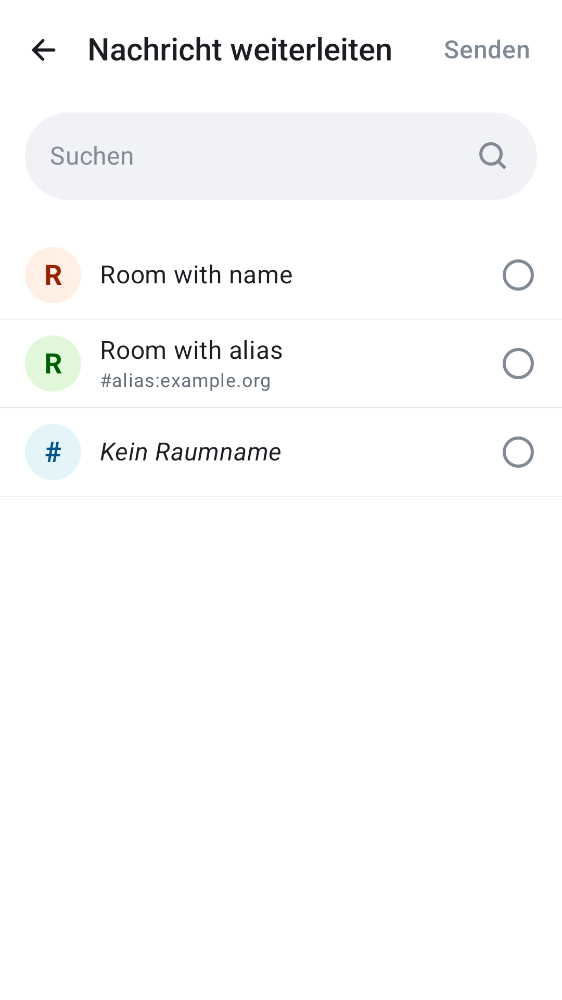 Nachricht weiterleiten Senden
Suchen
R Room with name
R Room with alias
#alias:example.org
# Kein Raumname